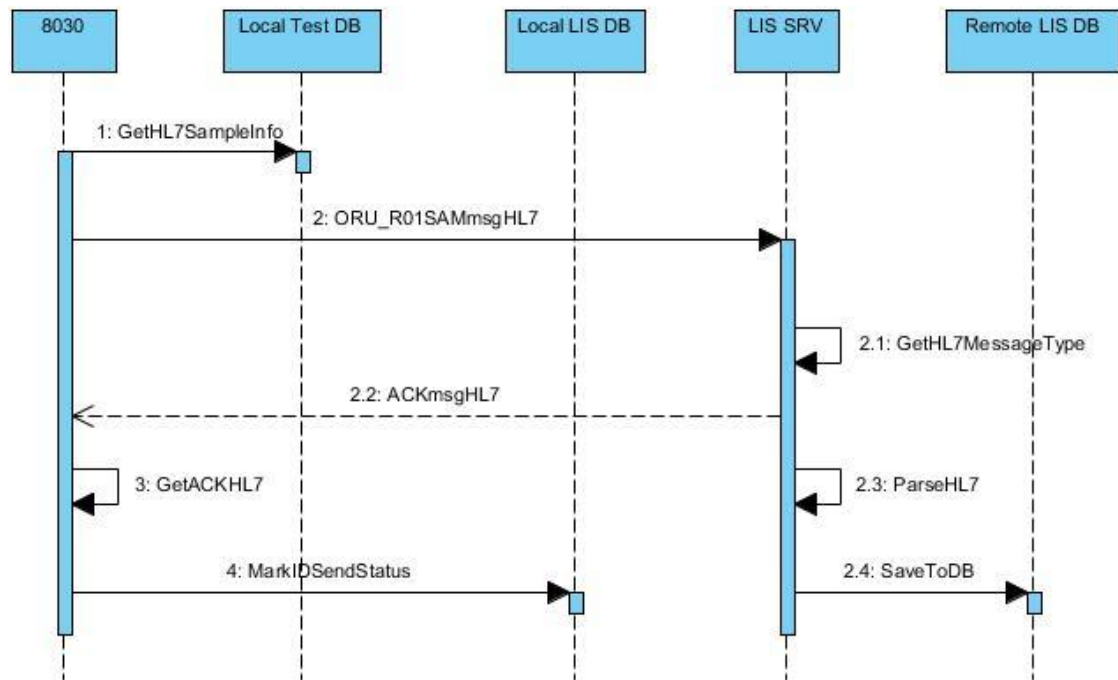 8030
Local Test DB
Local LIS DB
LIS SRV
Remote LIS DB
1: GetHL7SampleInfo
2: ORU_R01SAMmsgHL7
2.1: GetHL7MessageType
2.2: ACKmsgHL7
3: GetACKHL7
2.3: ParseHL7
4: MarkIDSendStatus
2.4: SaveToDB